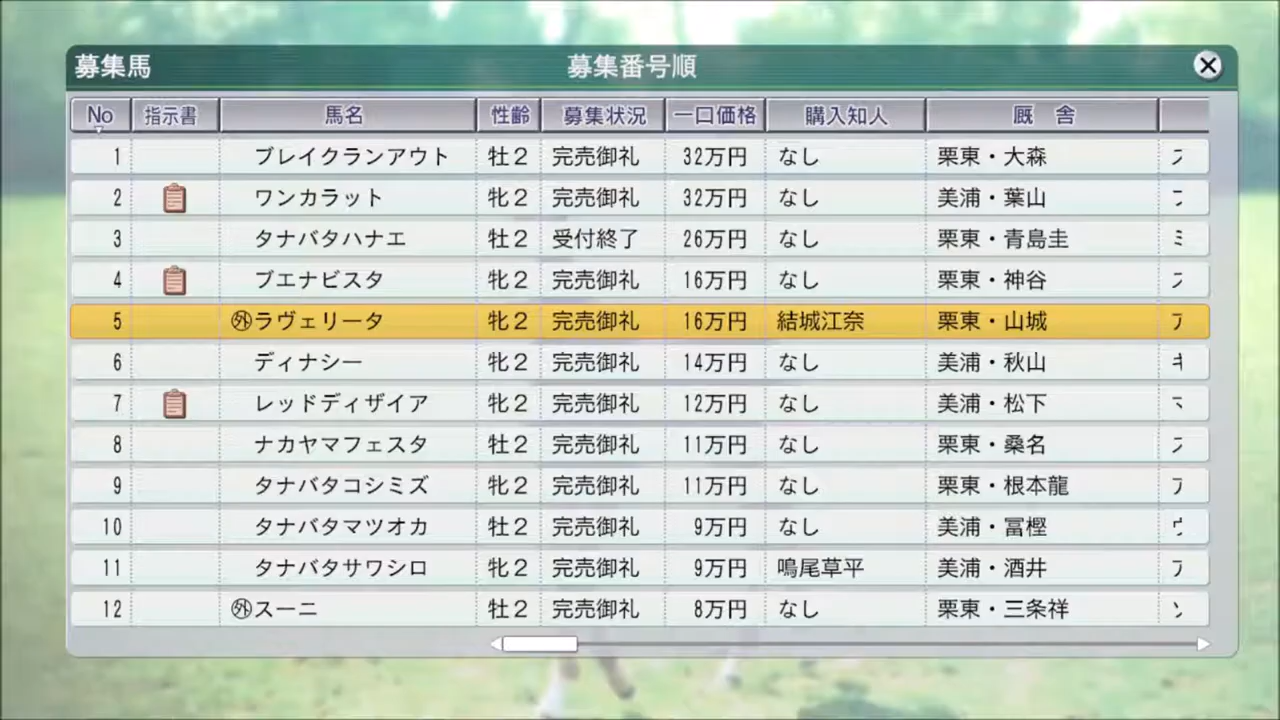 募集馬 募集番号順
No 指示書 馬名 性齢 募集状況 一口価格 購入知人 厩舎
1 ブレイクランアウト 牡2 完売御礼 32万円 なし 栗東・大森
2 ワンカラット 牝2 完売御礼 32万円 なし 美浦・葉山
3 タナバタハナエ 牡2 受付終了 26万円 なし 栗東・青島圭
4 ブエナビスタ 牝2 完売御礼 16万円 なし 栗東・神谷
5 ㊕ラヴェリータ 牝2 完売御礼 16万円 結城江奈 栗東・山城
6 ディナシー 牝2 完売御礼 14万円 なし 美浦・秋山
7 レッドディザイア 牝2 完売御礼 12万円 なし 美浦・松下
8 ナカヤマフェスタ 牡2 完売御礼 11万円 なし 栗東・桑名
9 タナバタコシミズ 牝2 完売御礼 11万円 なし 栗東・根本龍
10 タナバタマツオカ 牡2 完売御礼 9万円 なし 美浦・冨樫
11 タナバタサワシロ 牝2 完売御礼 9万円 鳴尾草平 美浦・酒井
12 外スーニ 牡2 完売御礼 8万円 なし 栗東・三条祥